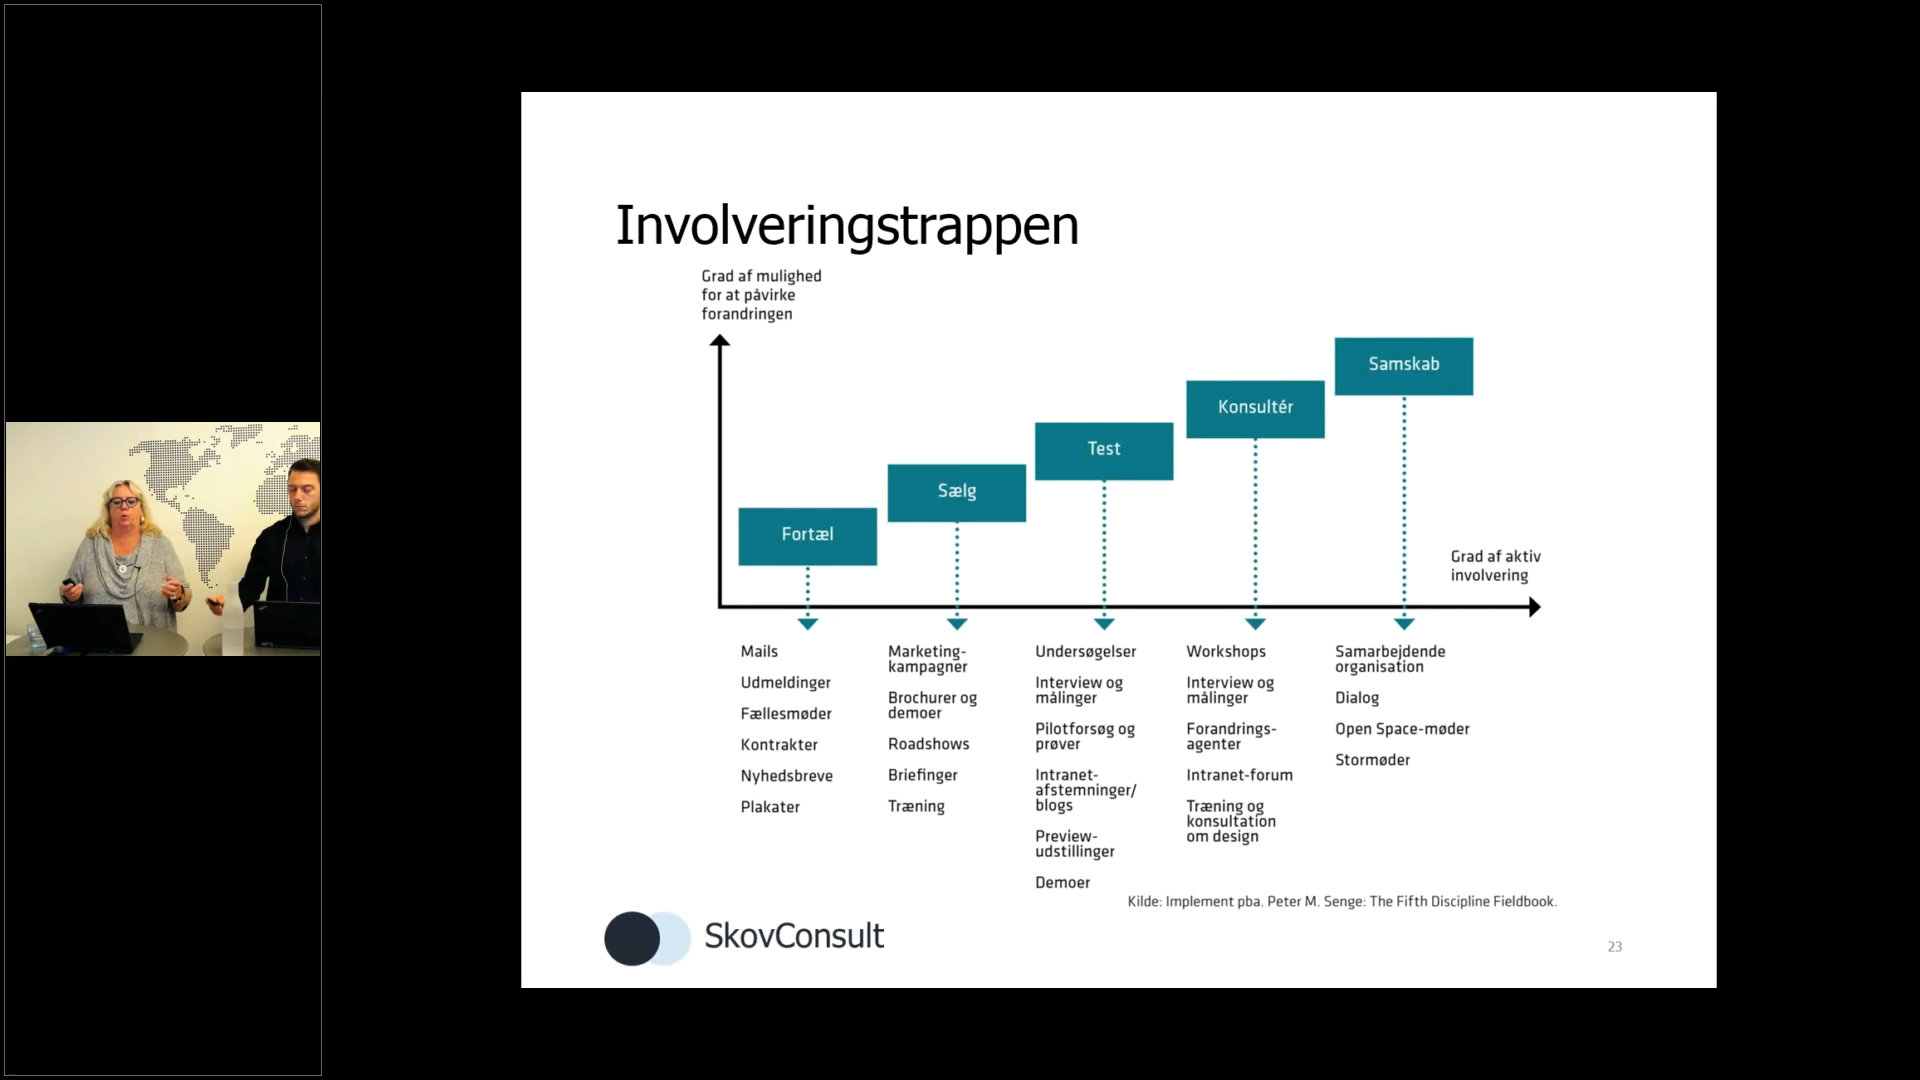 Involveringstrappen
Grad af mulighed
for at påvirke
forandringen
Samskab
Konsultér
Test
Sælg
Fortæl
Grad af aktiv
involvering
Mails
Udmeldinger
Fællesmøder
Kontrakter
Nyhedsbreve
Plakater
Marketing-
kampagner
Brochurer og
demoer
Roadshows
Briefinger
Træning
Undersøgelser
Interview og
målinger
Pilotforsøg og
prøver
Intranet-
afstemninger/
blogs
Preview-
udstillinger
Demoer
Workshops
Interview og
målinger
Forandrings-
agenter
Intranet-forum
Træning og
konsultation
om design
Samarbejdende
organisation
Dialog
Open Space-møder
Stormøder
Kilde: Implement pba. Peter M. Senge: The Fifth Discipline Fieldbook.
SkovConsult
23